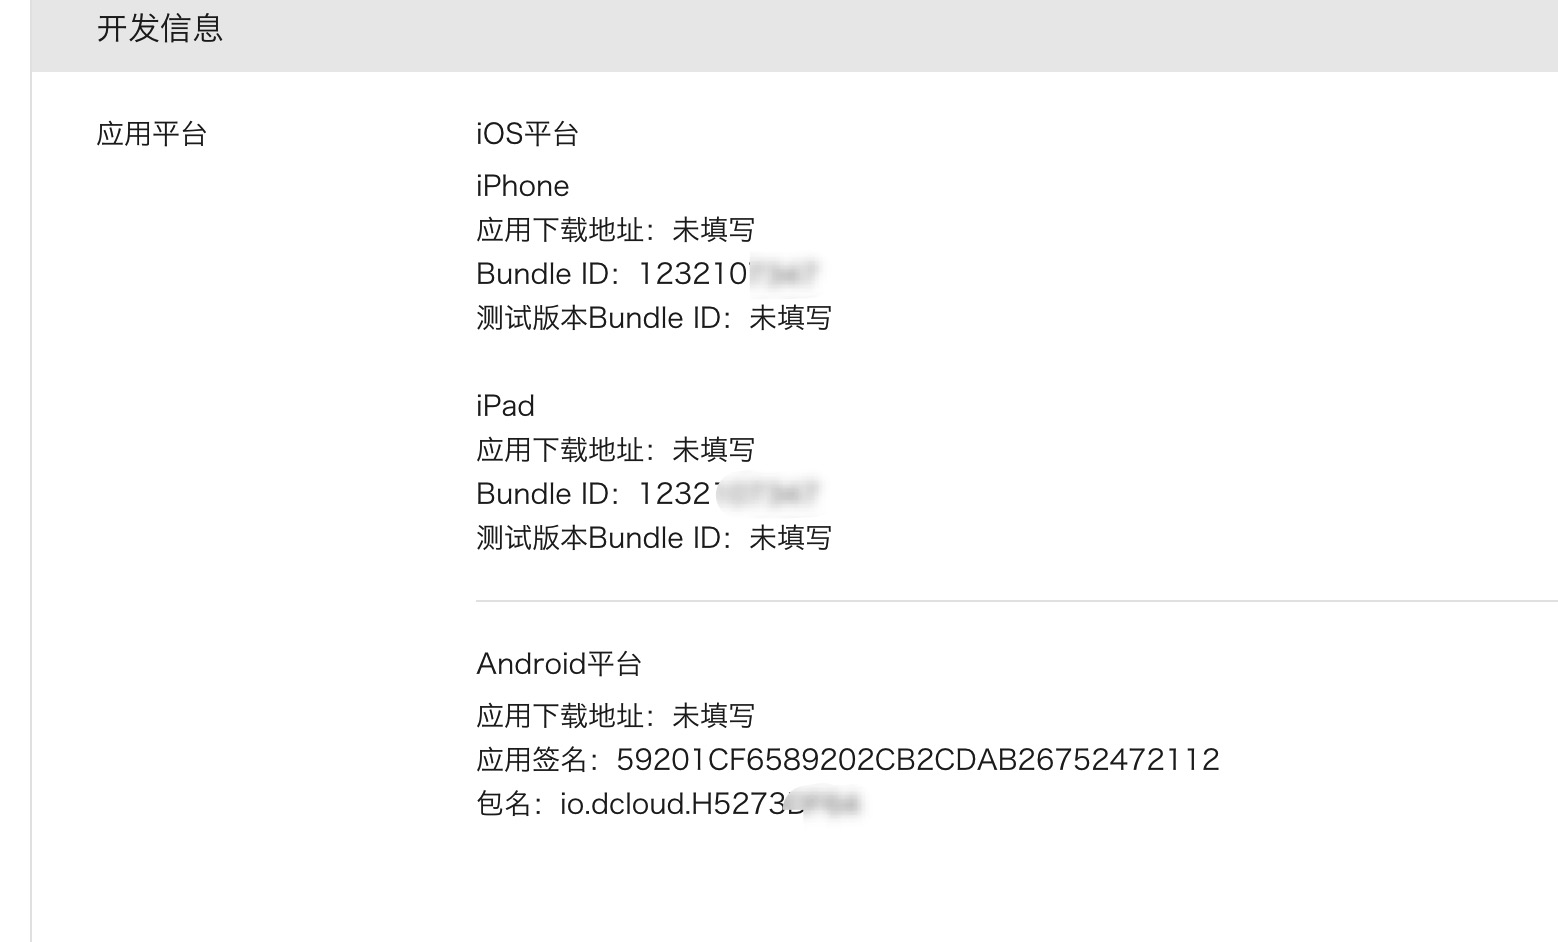 开发信息
应用平台
iOS平台
iPhone
应用下载地址：未填写
Bundle ID：123210
测试版本Bundle ID：未填写
iPad
应用下载地址：未填写
Bundle ID：1232
测试版本Bundle ID：未填写
Android平台
应用下载地址：未填写
应用签名：59201CF6589202CB2CDAB26752472112
包名：io.dcloud.H5273